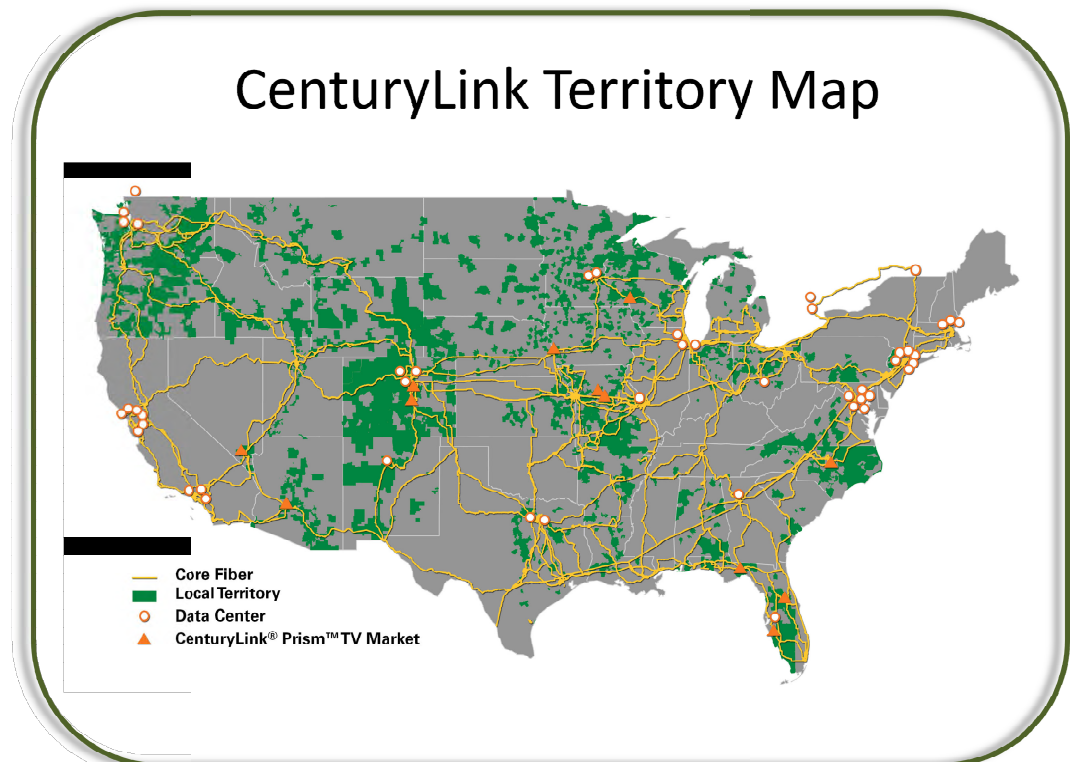 CenturyLink Territory Map
Core Fiber
Local Territory
Data Center
CenturyLink® Prism™ TV Market